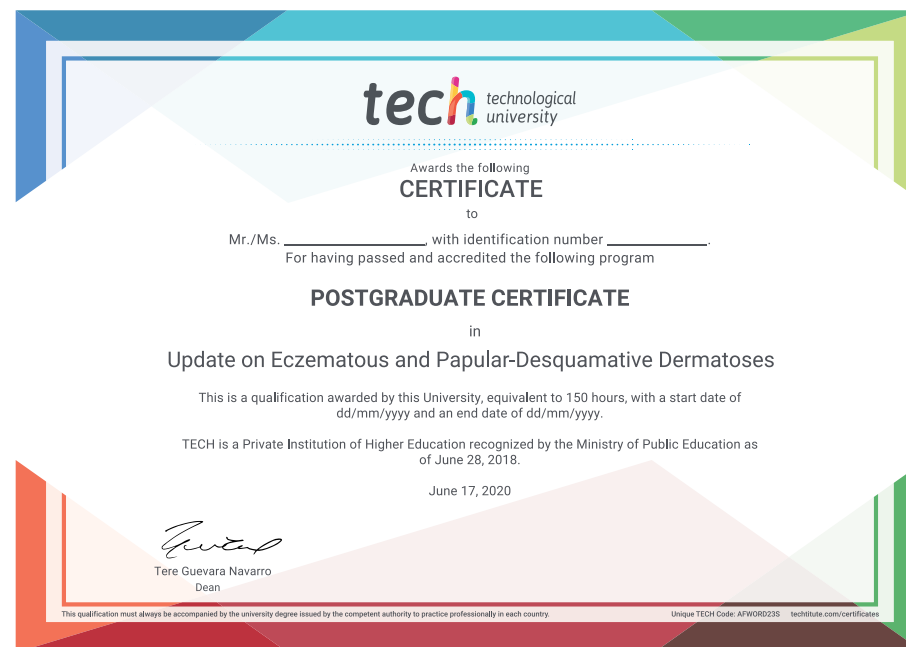 tech technological
university
Awards the following
CERTIFICATE
to
Mr./Ms. ____________________, with identification number ______________.
For having passed and accredited the following program
POSTGRADUATE CERTIFICATE
in
Update on Eczematous and Papular-Desquamative Dermatoses
This is a qualification awarded by this University, equivalent to 150 hours, with a start date of
dd/mm/yyyy and an end date of dd/mm/yyyy.
TECH is a Private Institution of Higher Education recognized by the Ministry of Public Education as
of June 28, 2018.
June 17, 2020
Tere Guevara Navarro
Dean
This qualification must always be accompanied by the university degree issued by the competent authority to practice professionally in each country.
Unique TECH Code: AFWORD23S techtitute.com/certificates